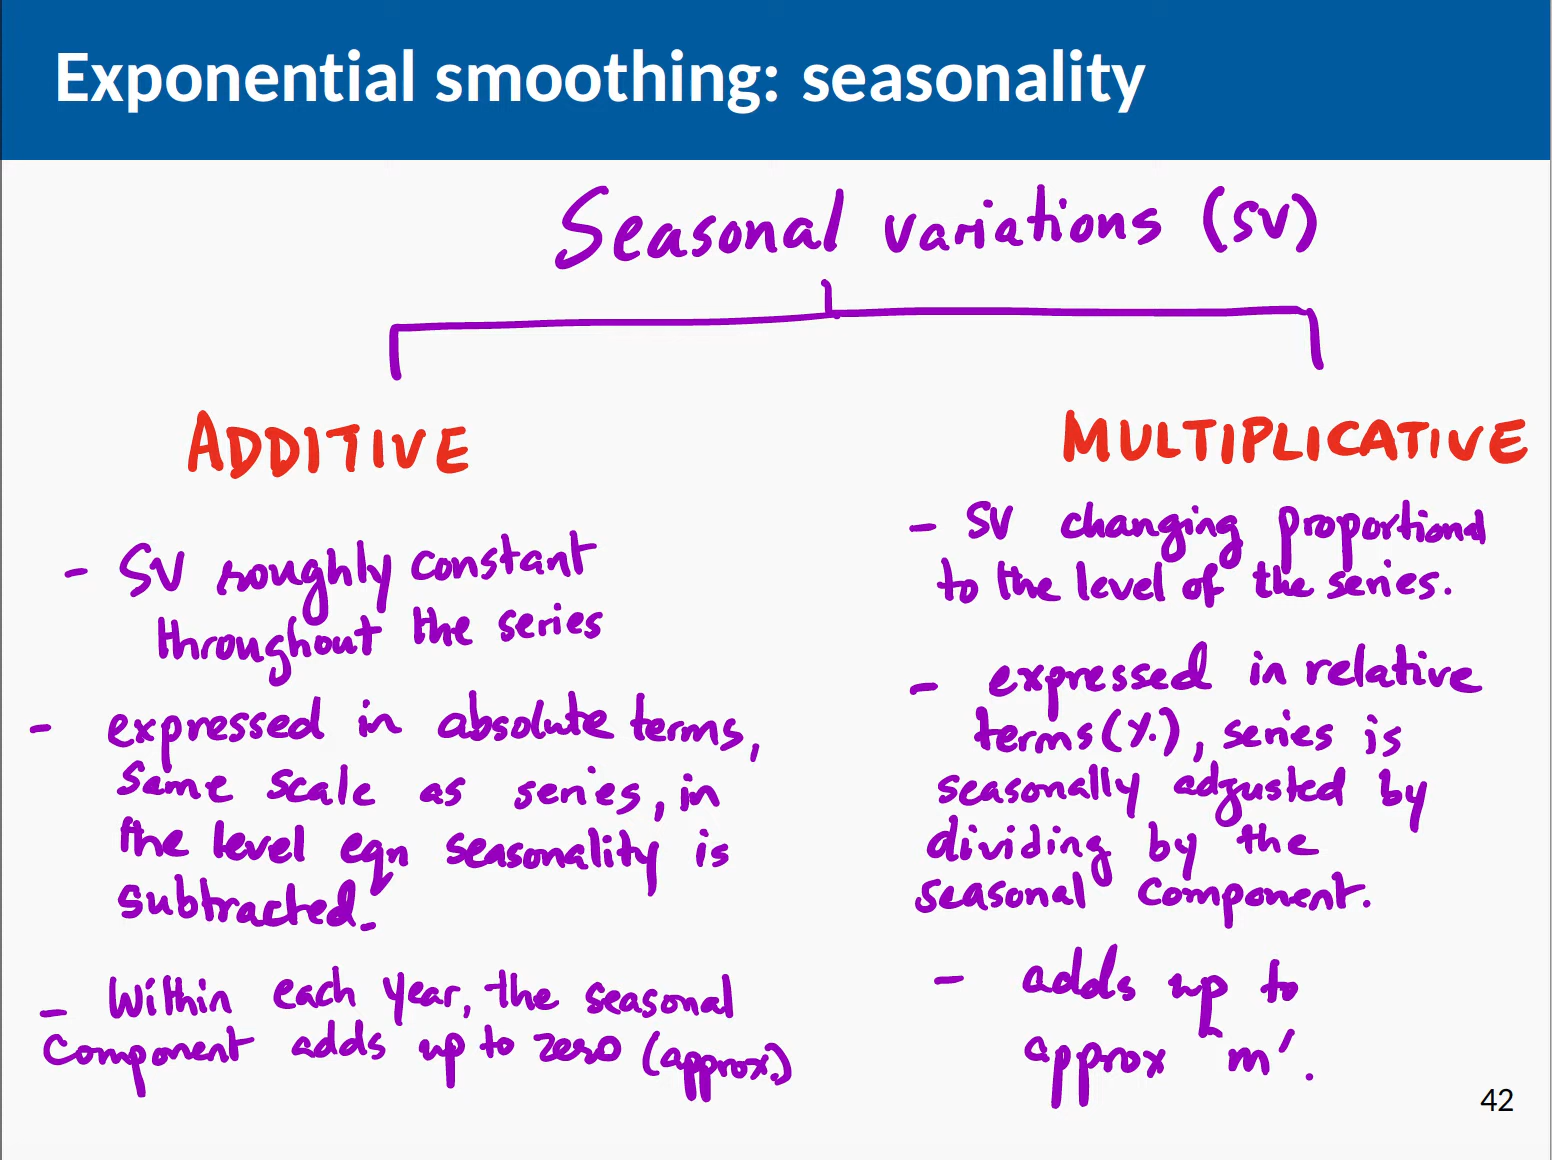 Exponential smoothing: seasonality
Seasonal variations (SV)
ADDITIVE
- SV roughly constant
throughout the series
- expressed in absolute terms,
same scale as series, in
the level eqn seasonality is
subtracted.
- Within each year, the seasonal
component adds up to zero (approx.)
MULTIPLICATIVE
- SV changing proportional
to the level of the series.
- expressed in relative
terms (%), series is
seasonally adjusted by
dividing by the
seasonal component.
- adds up to
approx 'm'.
42